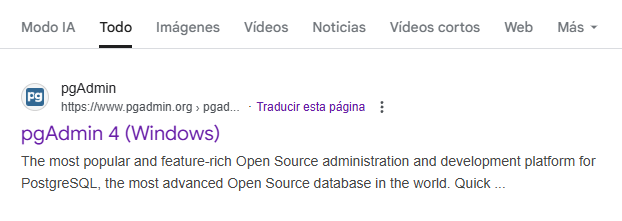 Modo IA Todo Imágenes Vídeos Noticias Vídeos cortos Web Más
pg
pgAdmin
https://www.pgadmin.org › pgad... · Traducir esta página
pgAdmin 4 (Windows)
The most popular and feature-rich Open Source administration and development platform for
PostgreSQL, the most advanced Open Source database in the world. Quick ...